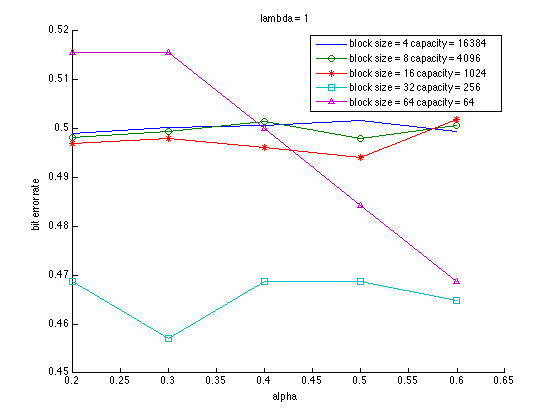 lambda = 1
0.52
0.51
0.5
0.49
0.48
0.47
0.46
0.45
bit error rate
block size = 4 capacity = 16384
block size = 8 capacity = 4096
block size = 16 capacity = 1024
block size = 32 capacity = 256
block size = 64 capacity = 64
0.2 0.25 0.3 0.35 0.4 0.45 0.5 0.55 0.6 0.65
alpha